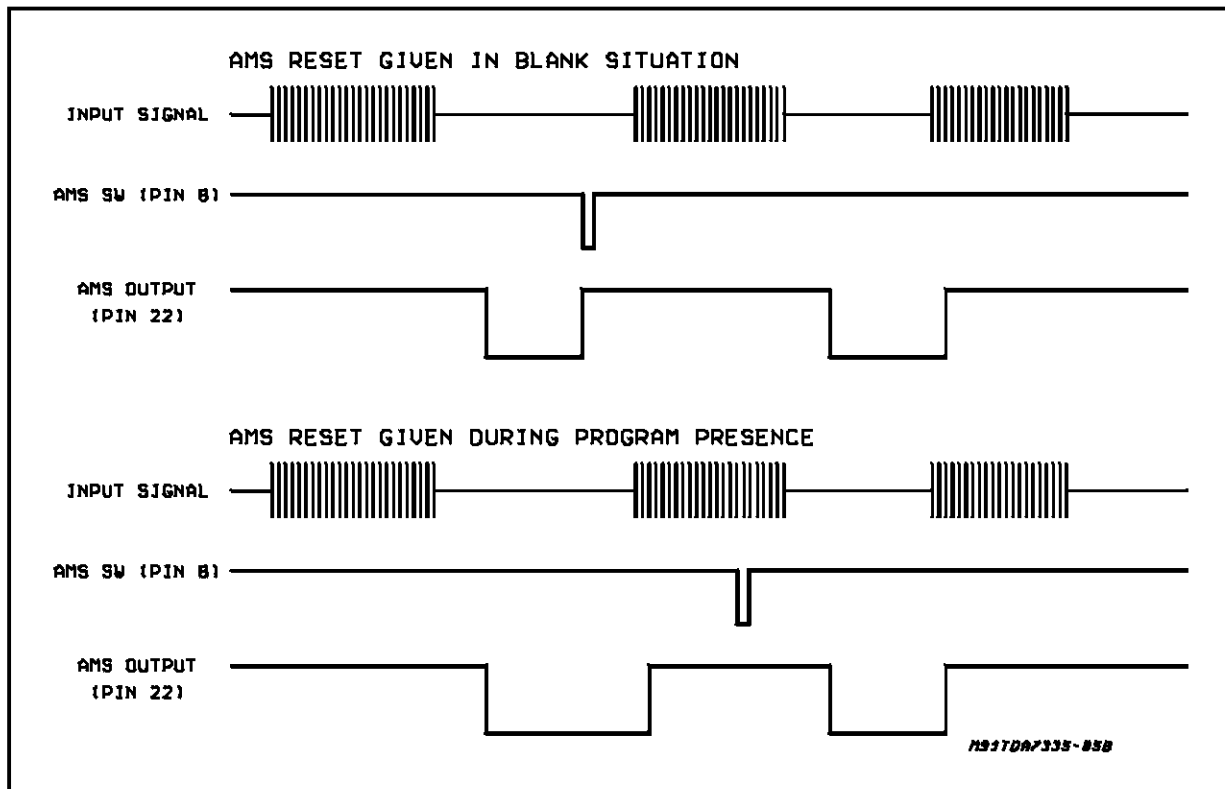 AMS RESET GIVEN IN BLANK SITUATION
INPUT SIGNAL
AMS SW (PIN 8)
AMS OUTPUT
(PIN 22)
AMS RESET GIVEN DURING PROGRAM PRESENCE
INPUT SIGNAL
AMS SW (PIN 8)
AMS OUTPUT
(PIN 22)
M93TDA7335-05B